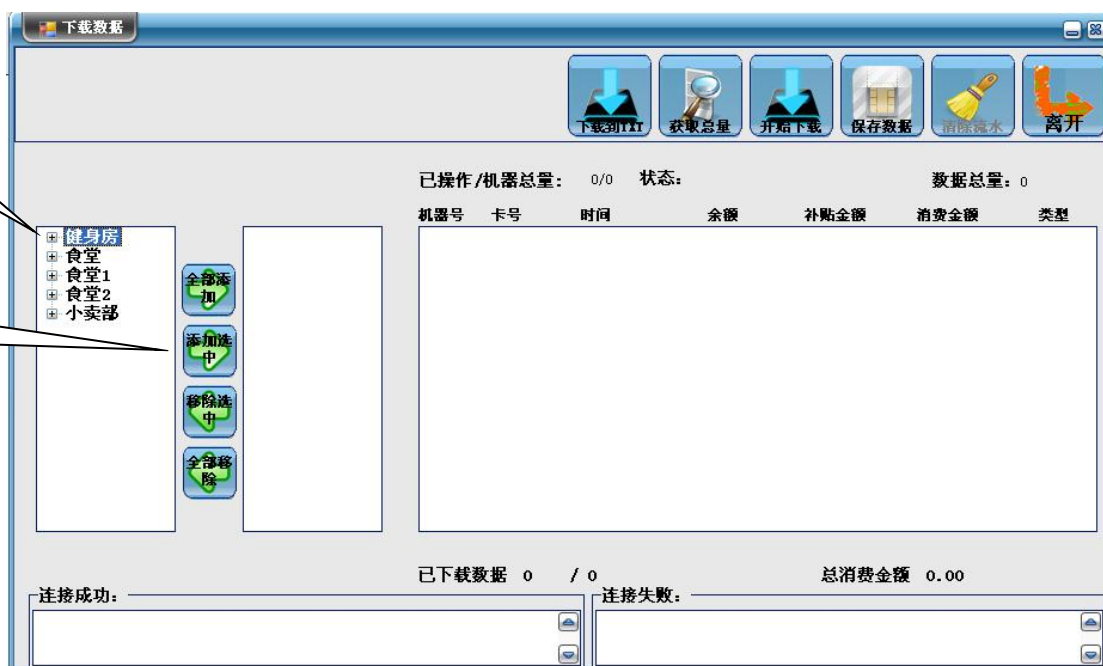 下载数据
下载到TXT 获取总量 开始下载 保存数据 清除流水 离开
已操作/机器总量： 0/0 状态： 数据总量：0
机器号 卡号 时间 余额 补贴金额 消费金额 类型
健身房
食堂
食堂1
食堂2
小卖部
全部添
加
添加选
中
移除选
中
全部移
除
已下载数据 0 / 0 总消费金额 0.00
连接成功： 连接失败：